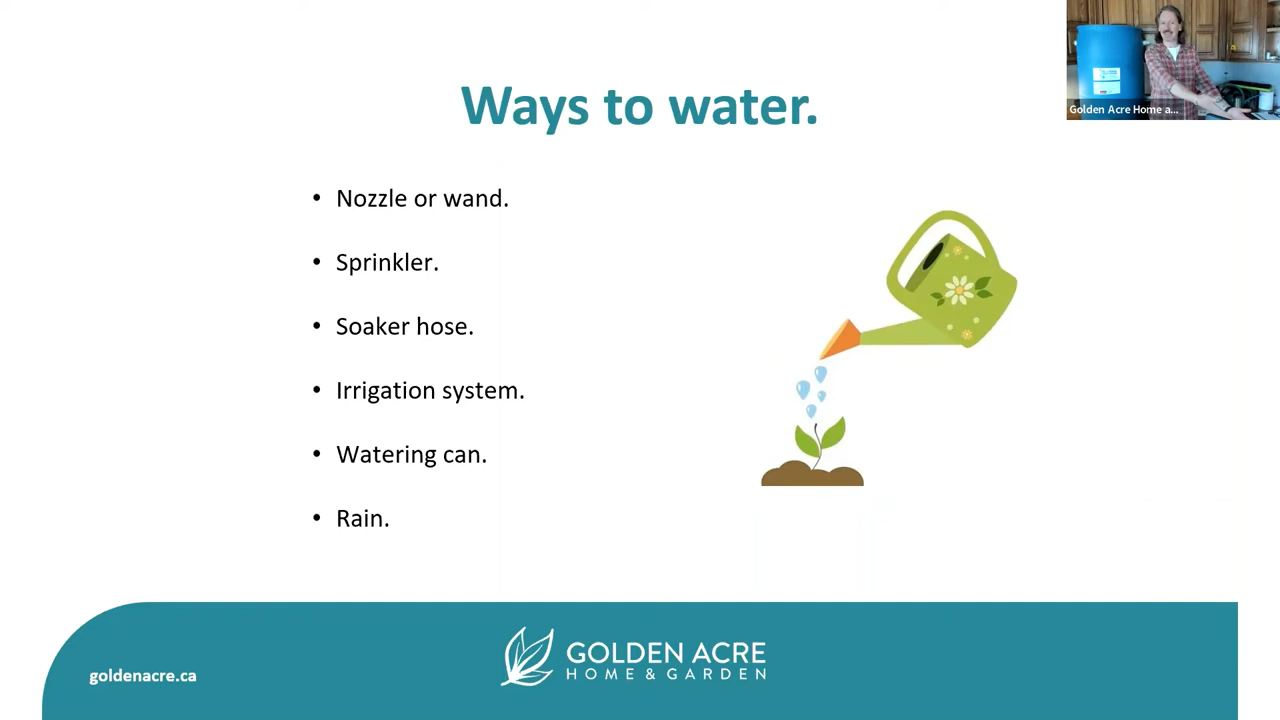 Golden Acre Home a...
Ways to water.
• Nozzle or wand.
• Sprinkler.
• Soaker hose.
• Irrigation system.
• Watering can.
• Rain.
goldenacre.ca
GOLDEN ACRE
HOME & GARDEN